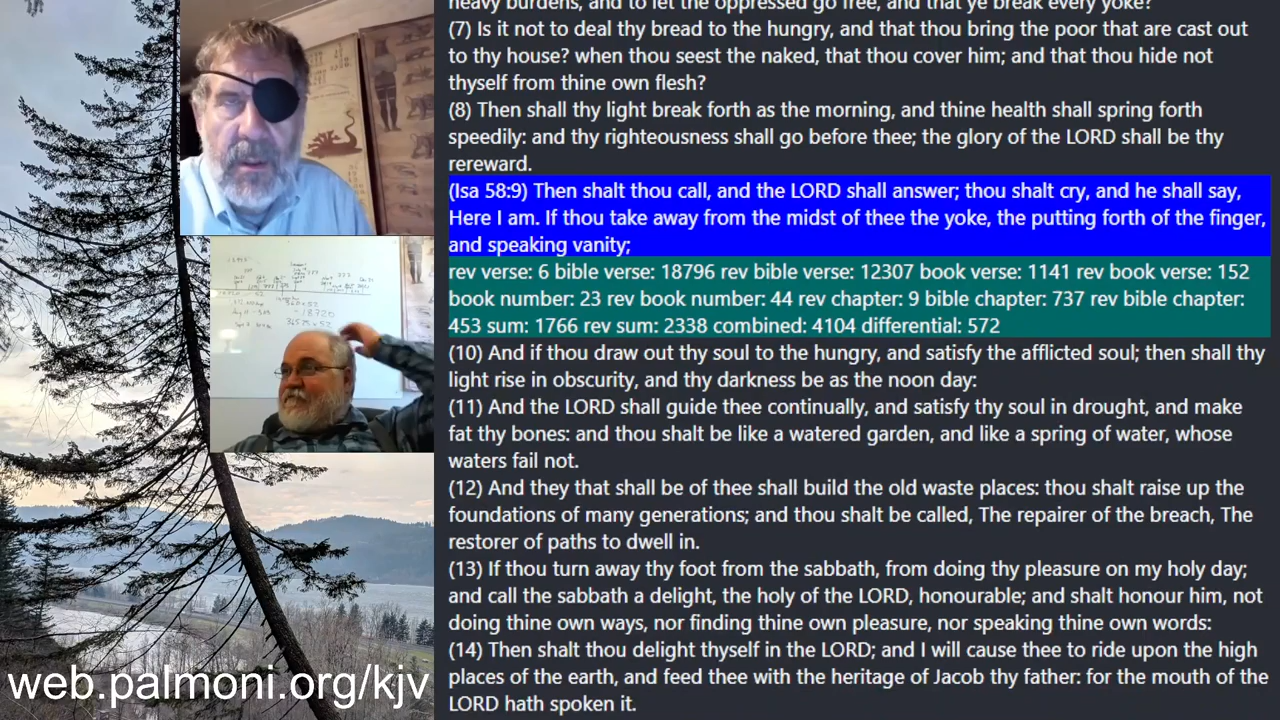 heavy burdens, and to let the oppressed go free, and that ye break every yoke?
(7) Is it not to deal thy bread to the hungry, and that thou bring the poor that are cast out
to thy house? when thou seest the naked, that thou cover him; and that thou hide not
thyself from thine own flesh?
(8) Then shall thy light break forth as the morning, and thine health shall spring forth
speedily: and thy righteousness shall go before thee; the glory of the LORD shall be thy
rereward.
(Isa 58:9) Then shalt thou call, and the LORD shall answer; thou shalt cry, and he shall say,
Here I am. If thou take away from the midst of thee the yoke, the putting forth of the finger,
and speaking vanity;
rev verse: 6 bible verse: 18796 rev bible verse: 12307 book verse: 1141 rev book verse: 152
book number: 23 rev book number: 44 rev chapter: 9 bible chapter: 737 rev bible chapter:
453 sum: 1766 rev sum: 2338 combined: 4104 differential: 572
(10) And if thou draw out thy soul to the hungry, and satisfy the afflicted soul; then shall thy
light rise in obscurity, and thy darkness be as the noon day:
(11) And the LORD shall guide thee continually, and satisfy thy soul in drought, and make
fat thy bones: and thou shalt be like a watered garden, and like a spring of water, whose
waters fail not.
(12) And they that shall be of thee shall build the old waste places: thou shalt raise up the
foundations of many generations; and thou shalt be called, The repairer of the breach, The
restorer of paths to dwell in.
(13) If thou turn away thy foot from the sabbath, from doing thy pleasure on my holy day;
and call the sabbath a delight, the holy of the LORD, honourable; and shalt honour him, not
doing thine own ways, nor finding thine own pleasure, nor speaking thine own words:
(14) Then shalt thou delight thyself in the LORD; and I will cause thee to ride upon the high
places of the earth, and feed thee with the heritage of Jacob thy father: for the mouth of the
LORD hath spoken it.
web.palmoni.org/kjv